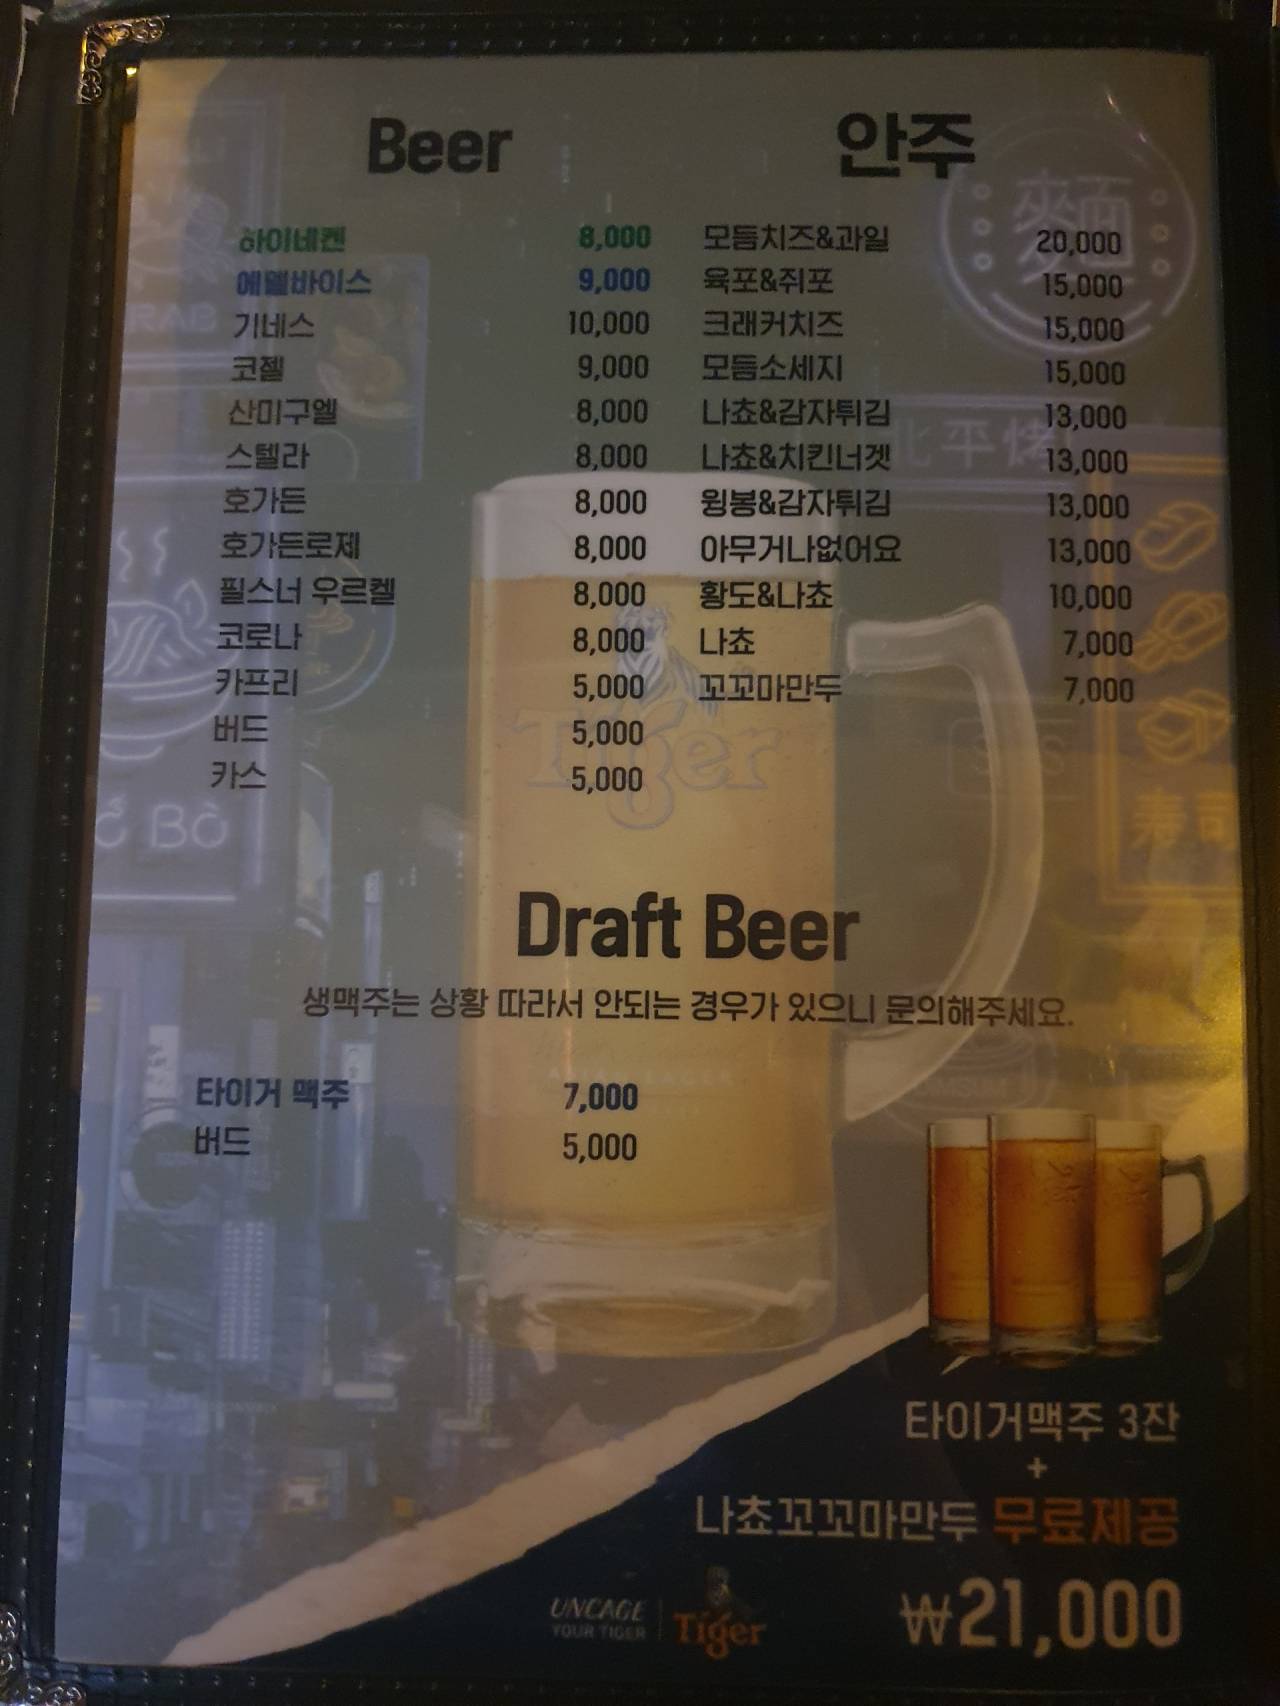 Beer
하이네켄 8,000
에델바이스 9,000
기네스 10,000
코젤 9,000
산미구엘 8,000
스텔라 8,000
호가든 8,000
호가든로제 8,000
필스너 우르켈 8,000
코로나 8,000
카프리 5,000
버드 5,000
카스 5,000
안주
모듬치즈&과일 20,000
육포&쥐포 15,000
크래커치즈 15,000
모듬소세지 15,000
나쵸&감자튀김 13,000
나쵸&치킨너겟 13,000
윙봉&감자튀김 13,000
아무거나없어요 13,000
황도&나쵸 10,000
나쵸 7,000
꼬꼬마만두 7,000
Tiger
BÒ
北平烤
寿司
Draft Beer
생맥주는 상황 따라서 안되는 경우가 있으니 문의해주세요.
타이거 맥주 7,000
버드 5,000
타이거맥주 3잔
+
나쵸꼬꼬마만두 무료제공
₩21,000
UNCAGE
YOUR TIGER
Tiger